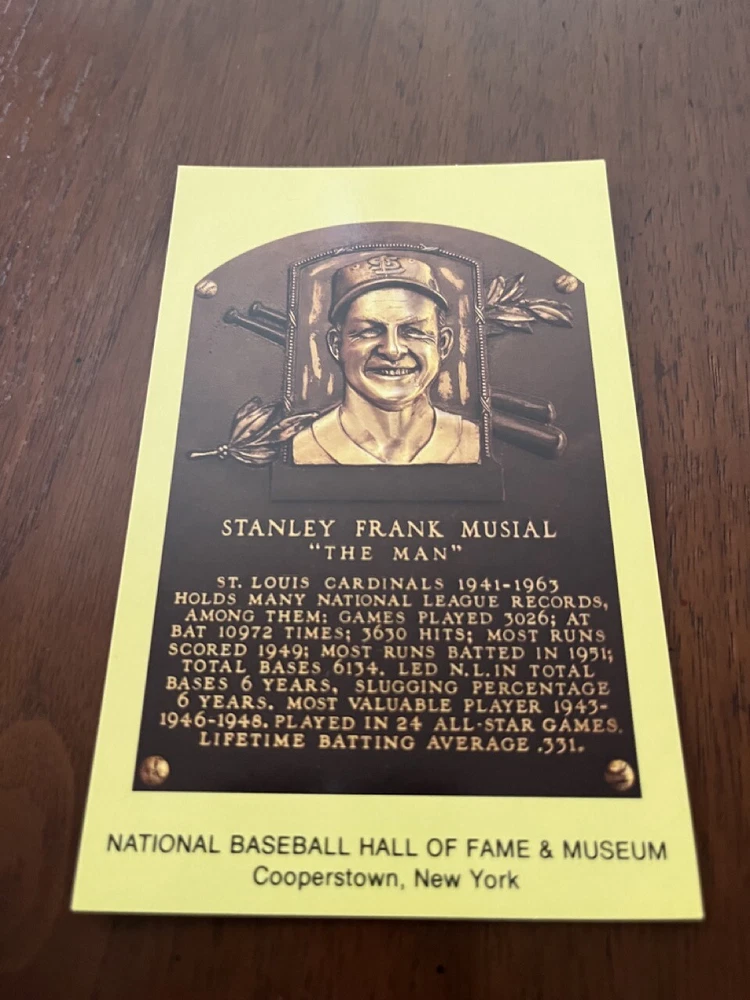 STL
STANLEY FRANK MUSIAL
"THE MAN"
ST. LOUIS CARDINALS 1941-1963
HOLDS MANY NATIONAL LEAGUE RECORDS,
AMONG THEM: GAMES PLAYED 3026; AT
BAT 10972 TIMES; 3630 HITS; MOST RUNS
SCORED 1949; MOST RUNS BATTED IN 1951;
TOTAL BASES 6134. LED N.L. IN TOTAL
BASES 6 YEARS, SLUGGING PERCENTAGE
6 YEARS. MOST VALUABLE PLAYER 1943-
1946-1948. PLAYED IN 24 ALL-STAR GAMES.
LIFETIME BATTING AVERAGE .331.
NATIONAL BASEBALL HALL OF FAME & MUSEUM
Cooperstown, New York